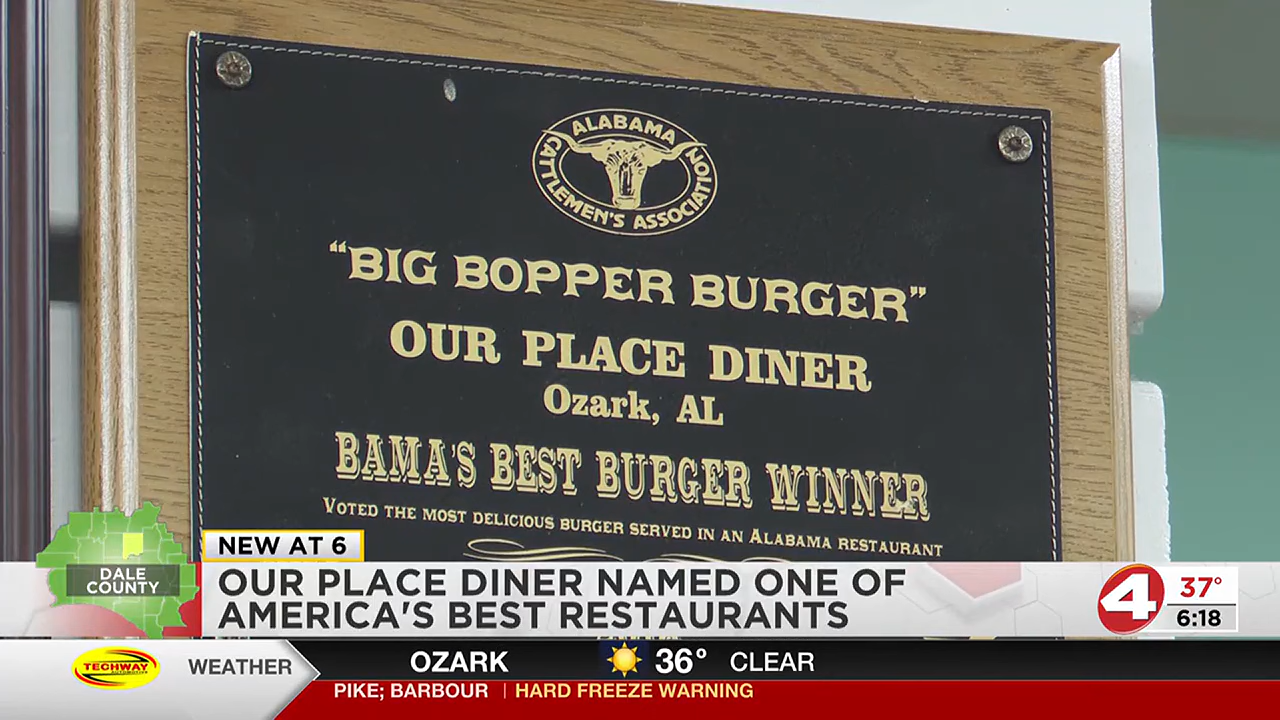 ALABAMA
CATTLEMEN'S ASSOCIATION
"BIG BOPPER BURGER"
OUR PLACE DINER
Ozark, AL
BAMA'S BEST BURGER WINNER
VOTED THE MOST DELICIOUS BURGER SERVED IN AN ALABAMA RESTAURANT
NEW AT 6
DALE
COUNTY
OUR PLACE DINER NAMED ONE OF
AMERICA'S BEST RESTAURANTS
4
37°
6:18
TECHWAY
WEATHER
OZARK
36° CLEAR
PIKE; BARBOUR | HARD FREEZE WARNING